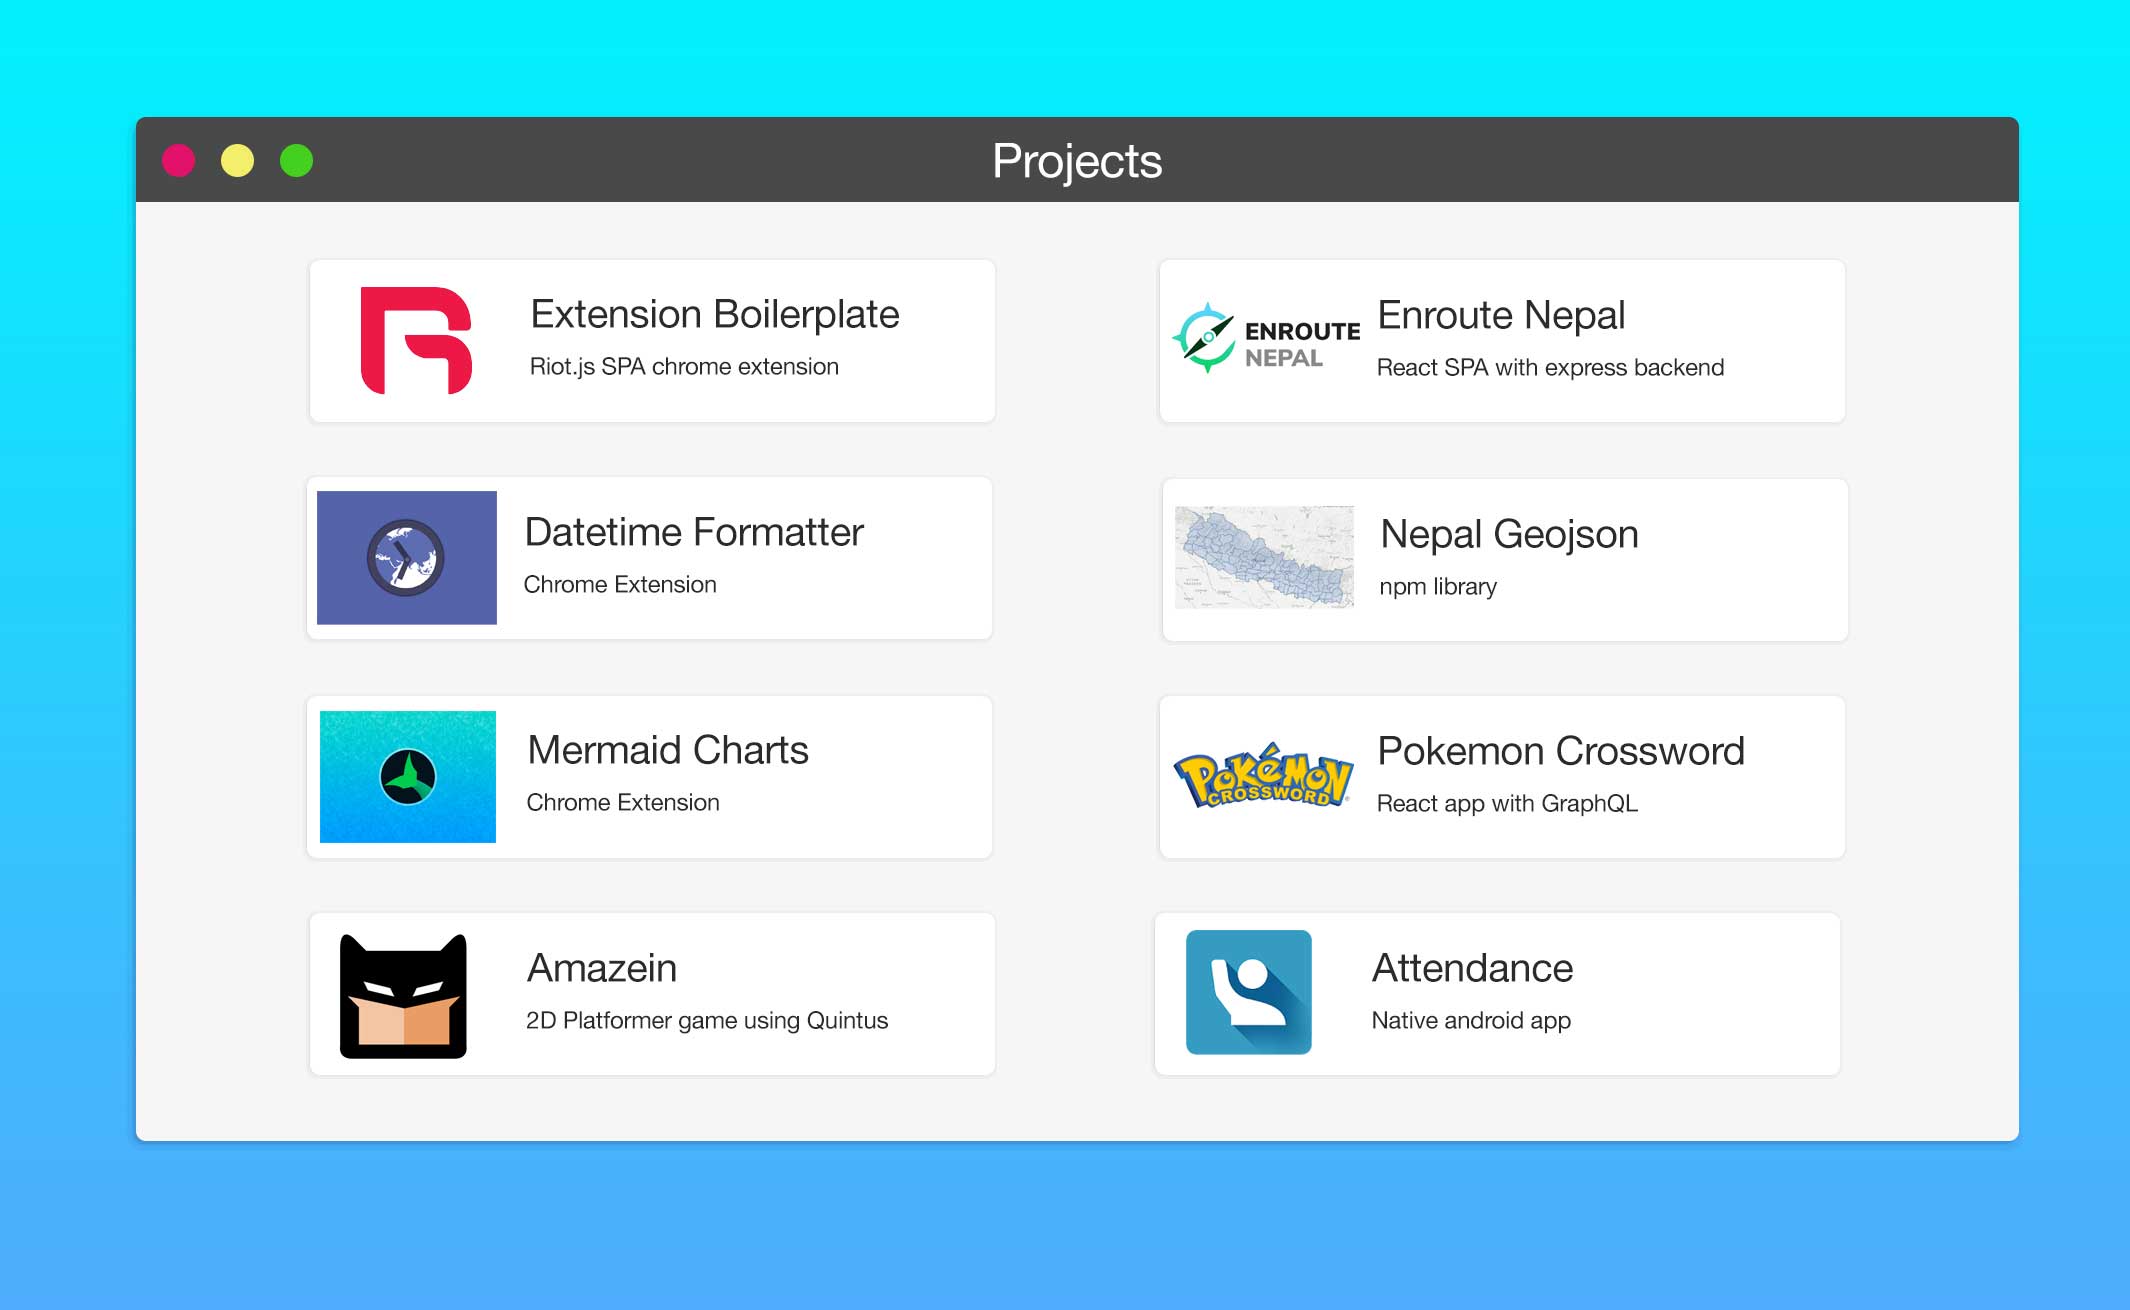 Projects
Extension Boilerplate
Riot.js SPA chrome extension
ENROUTE
NEPAL
Enroute Nepal
React SPA with express backend
Datetime Formatter
Chrome Extension
Nepal Geojson
npm library
Mermaid Charts
Chrome Extension
POKéMON
CROSSWORD
Pokemon Crossword
React app with GraphQL
Amazein
2D Platformer game using Quintus
Attendance
Native android app